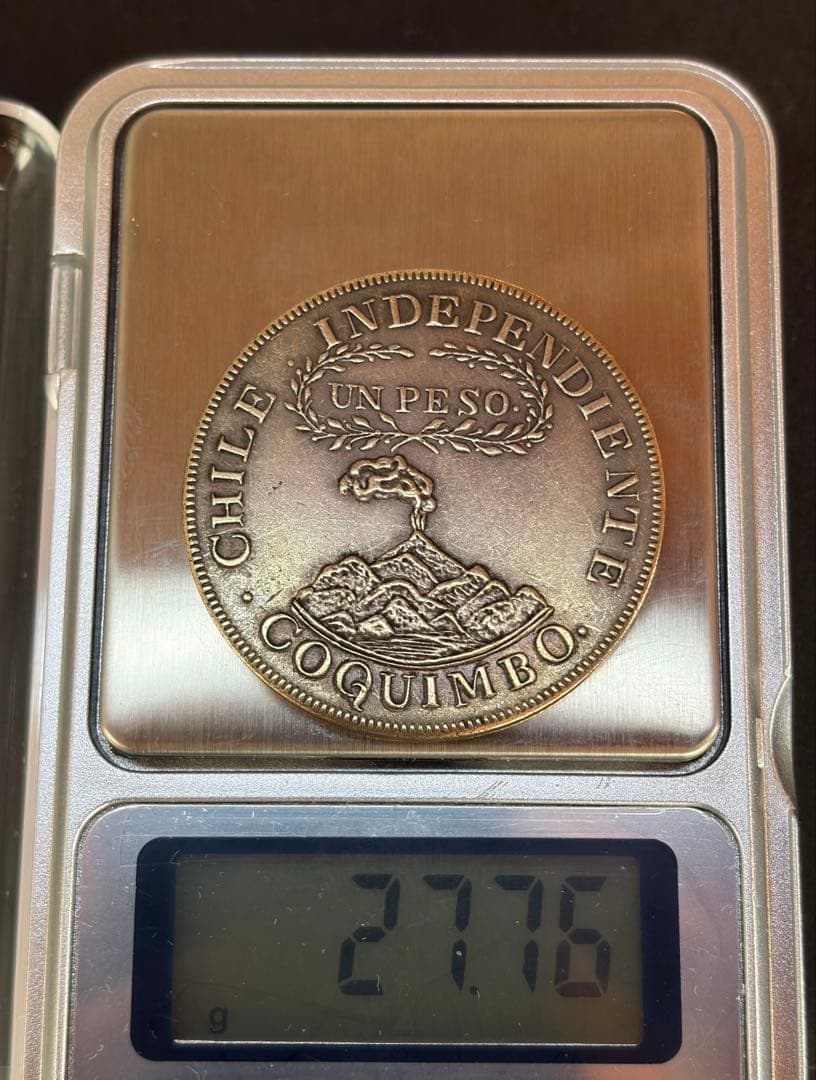 · CHILE · INDEPENDIENTE
UN PESO·
COQUIMBO·
27.76
g